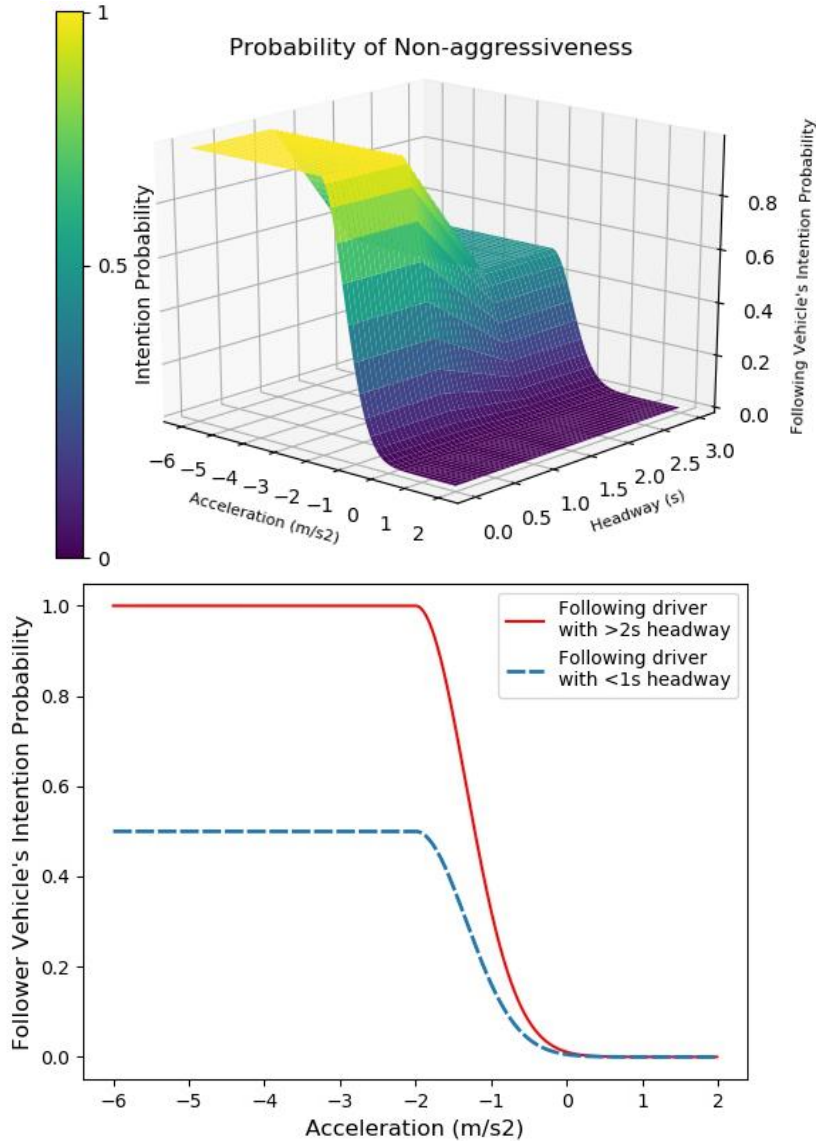 1
Probability of Non-aggressiveness
0.5
0
Intention Probability
Following Vehicle's Intention Probability
0.8
0.6
0.4
0.2
0.0
−6 −5 −4 −3 −2 −1 0 1 2
Acceleration (m/s2)
0.0 0.5 1.0 1.5 2.0 2.5 3.0
Headway (s)
Follower Vehicle's Intention Probability
1.0
0.8
0.6
0.4
0.2
0.0
Following driver
with >2s headway
Following driver
with <1s headway
−6 −5 −4 −3 −2 −1 0 1 2
Acceleration (m/s2)